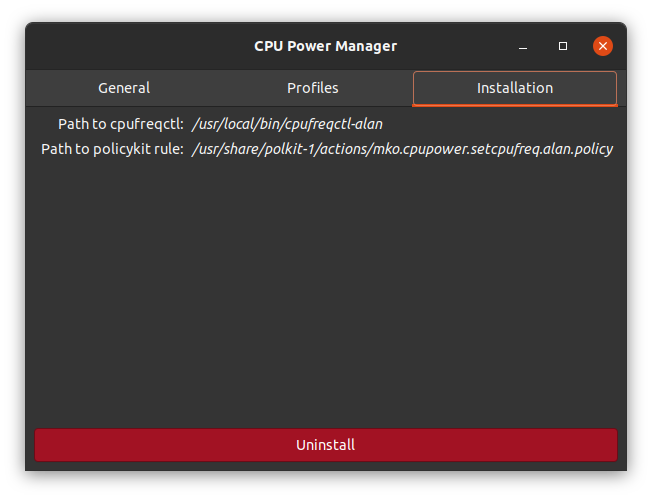 CPU Power Manager
General Profiles Installation
Path to cpufreqctl: /usr/local/bin/cpufreqctl-alan
Path to policykit rule: /usr/share/polkit-1/actions/mko.cpupower.setcpufreq.alan.policy
Uninstall